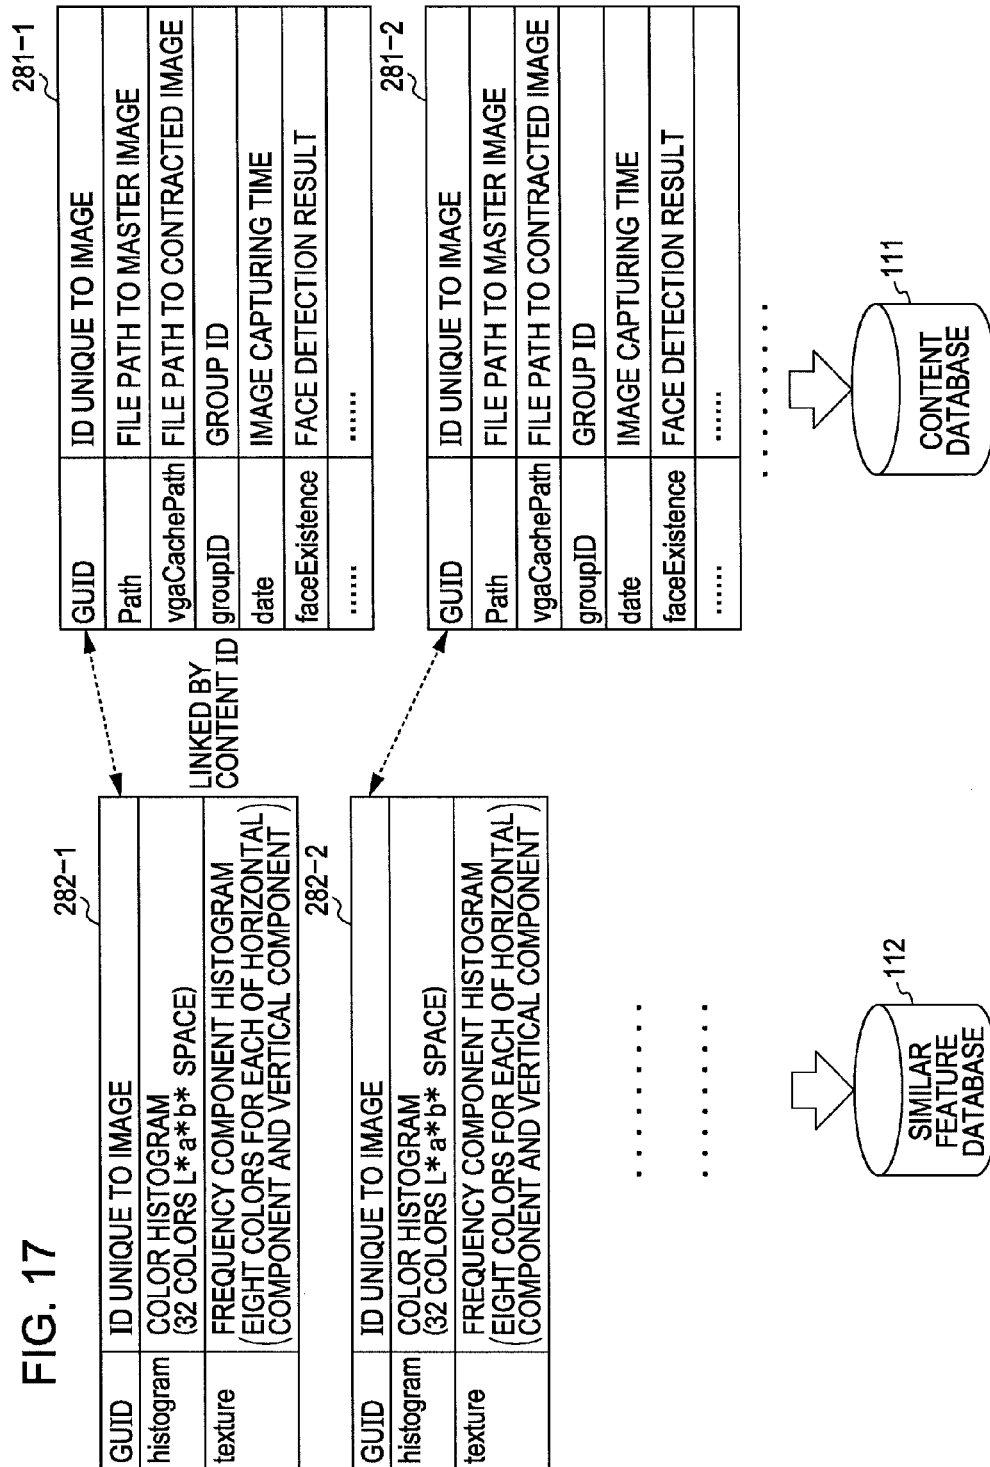 FIG. 17
282-1
GUID ID UNIQUE TO IMAGE
histogram COLOR HISTOGRAM
(32 COLORS L*a*b* SPACE)
texture FREQUENCY COMPONENT HISTOGRAM
(EIGHT COLORS FOR EACH OF HORIZONTAL
COMPONENT AND VERTICAL COMPONENT)
282-2
GUID ID UNIQUE TO IMAGE
histogram COLOR HISTOGRAM
(32 COLORS L*a*b* SPACE)
texture FREQUENCY COMPONENT HISTOGRAM
(EIGHT COLORS FOR EACH OF HORIZONTAL
COMPONENT AND VERTICAL COMPONENT)
. . . . . .
. . . . . .
112
SIMILAR
FEATURE
DATABASE
LINKED BY
CONTENT ID
281-1
GUID ID UNIQUE TO IMAGE
Path FILE PATH TO MASTER IMAGE
vgaCachePath FILE PATH TO CONTRACTED IMAGE
groupID GROUP ID
date IMAGE CAPTURING TIME
faceExistence FACE DETECTION RESULT
...... ......
281-2
GUID ID UNIQUE TO IMAGE
Path FILE PATH TO MASTER IMAGE
vgaCachePath FILE PATH TO CONTRACTED IMAGE
groupID GROUP ID
date IMAGE CAPTURING TIME
faceExistence FACE DETECTION RESULT
...... ......
. . . . . . . .
111
CONTENT
DATABASE